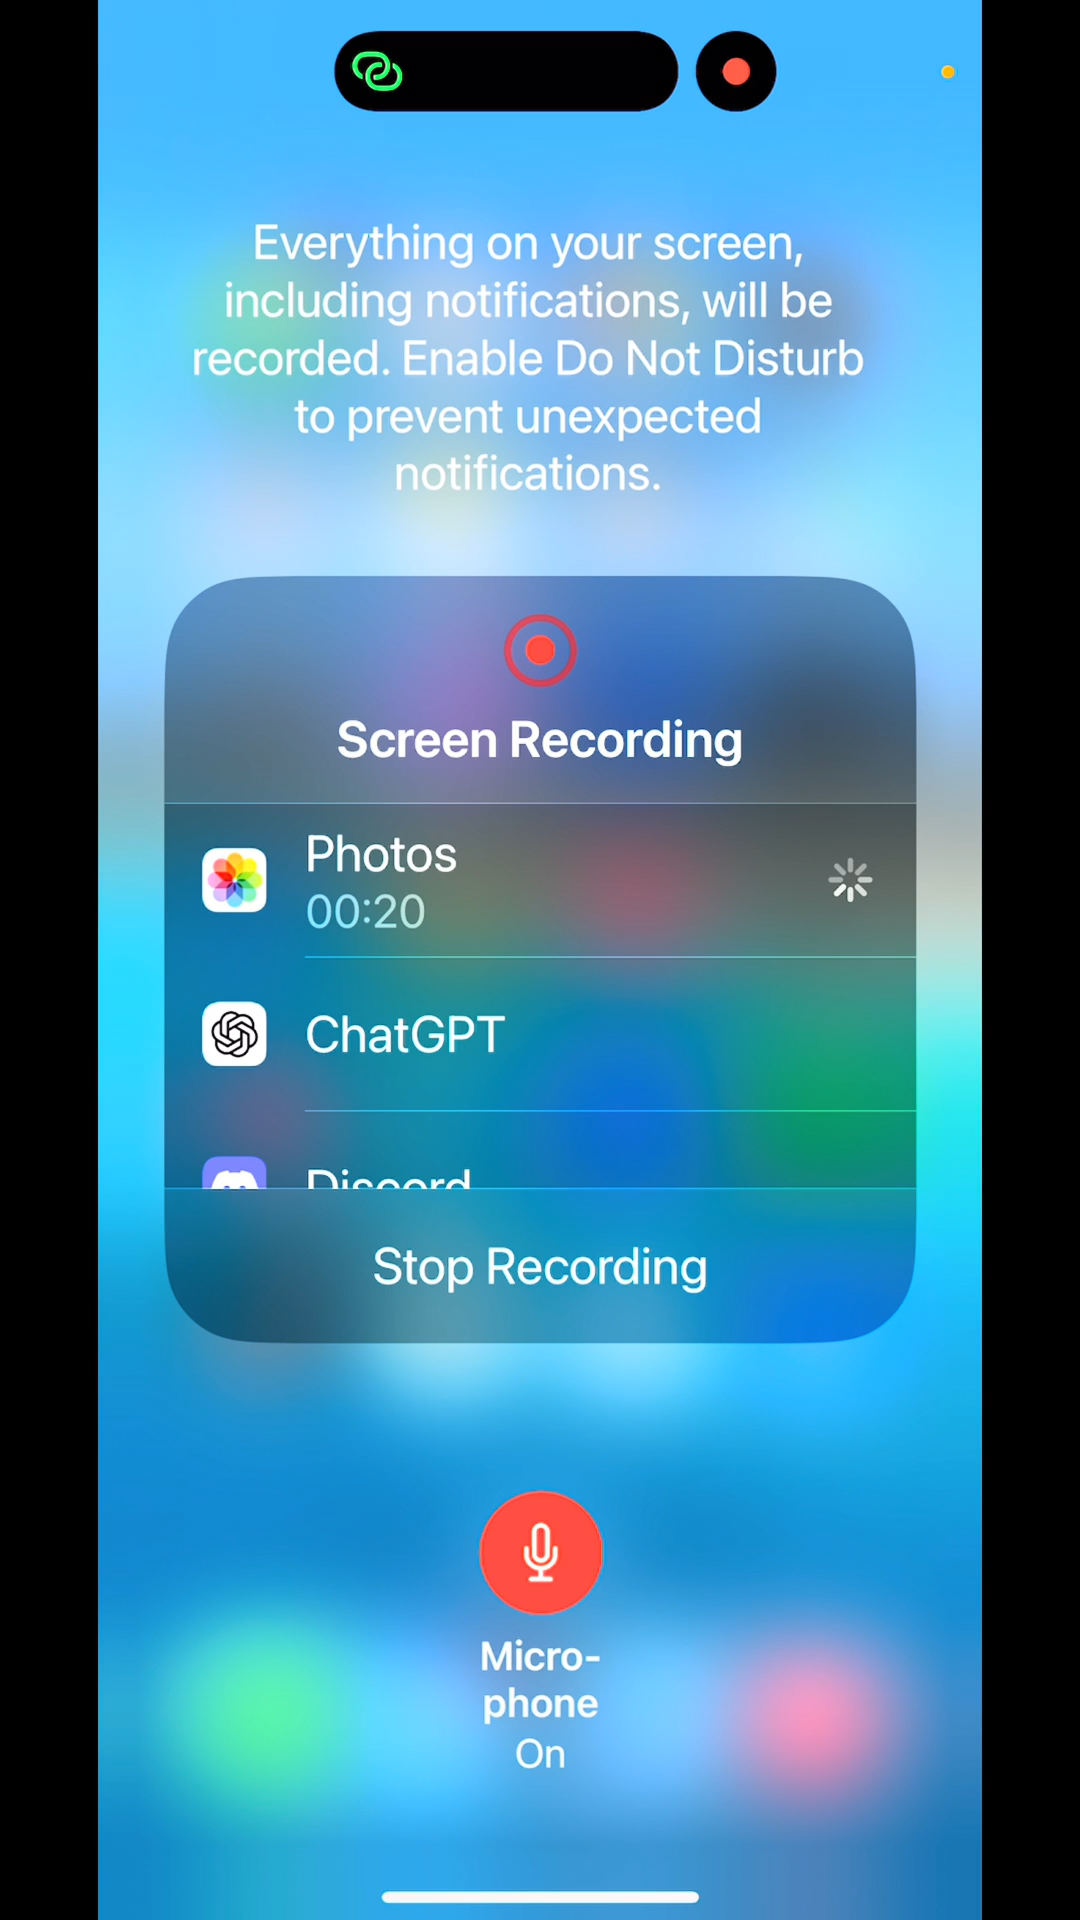 Everything on your screen,
including notifications, will be
recorded. Enable Do Not Disturb
to prevent unexpected
notifications.
Screen Recording
Photos
00:20
ChatGPT
Discord
Stop Recording
Micro-
phone
On